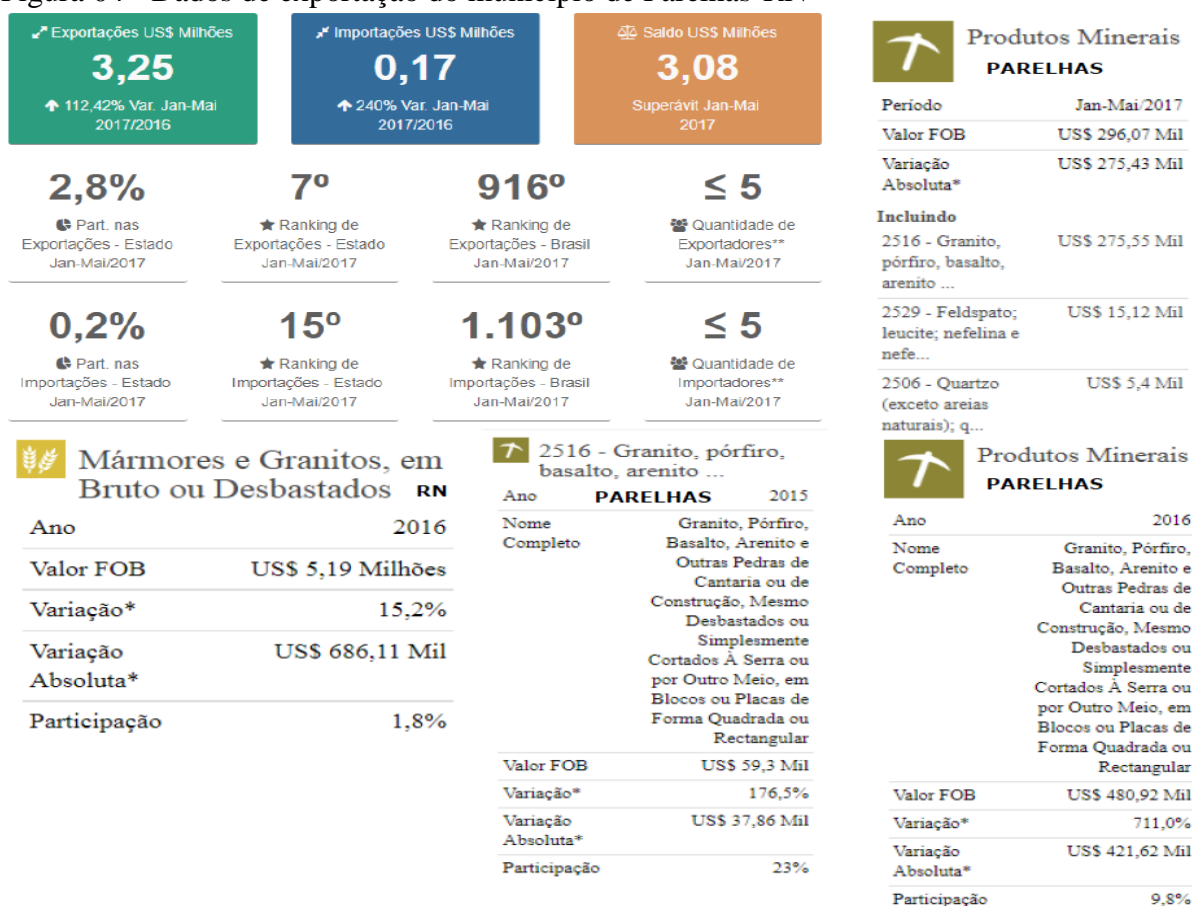 Figura 04 - Dados de exportação do município de Parelhas-RN
Exportações US$ Milhões
3,25
112,42% Var. Jan-Mai
2017/2016
Importações US$ Milhões
0,17
240% Var. Jan-Mai
2017/2016
Saldo US$ Milhões
3,08
Superávit Jan-Mai
2017
2,8%
Part. nas
Exportações - Estado
Jan-Mai/2017
7º
Ranking de
Exportações - Estado
Jan-Mai/2017
916º
Ranking de
Exportações - Brasil
Jan-Mai/2017
≤ 5
Quantidade de
Exportadores**
Jan-Mai/2017
0,2%
Part. nas
Importações - Estado
Jan-Mai/2017
15º
Ranking de
Importações - Estado
Jan-Mai/2017
1.103º
Ranking de
Importações - Brasil
Jan-Mai/2017
≤ 5
Quantidade de
Importadores**
Jan-Mai/2017
Produtos Minerais
PARELHAS
Período Jan-Mai/2017
Valor FOB US$ 296,07 Mil
Variação US$ 275,43 Mil
Absoluta*
Incluindo
2516 - Granito, US$ 275,55 Mil
pórfiro, basalto,
arenito ...
2529 - Feldspato; US$ 15,12 Mil
leucite; nefelina e
nefe...
2506 - Quartzo US$ 5,4 Mil
(exceto areias
naturais); q...
Mármores e Granitos, em
Bruto ou Desbastados RN
Ano 2016
Valor FOB US$ 5,19 Milhões
Variação* 15,2%
Variação US$ 686,11 Mil
Absoluta*
Participação 1,8%
2516 - Granito, pórfiro,
basalto, arenito ...
Ano PARELHAS 2015
Nome Granito, Pórfiro,
Completo Basalto, Arenito e
Outras Pedras de
Cantaria ou de
Construção, Mesmo
Desbastados ou
Simplesmente
Cortados À Serra ou
por Outro Meio, em
Blocos ou Placas de
Forma Quadrada ou
Rectangular
Valor FOB US$ 59,3 Mil
Variação* 176,5%
Variação US$ 37,86 Mil
Absoluta*
Participação 23%
Produtos Minerais
PARELHAS
Ano 2016
Nome Granito, Pórfiro,
Completo Basalto, Arenito e
Outras Pedras de
Cantaria ou de
Construção, Mesmo
Desbastados ou
Simplesmente
Cortados À Serra ou
por Outro Meio, em
Blocos ou Placas de
Forma Quadrada ou
Rectangular
Valor FOB US$ 480,92 Mil
Variação* 711,0%
Variação US$ 421,62 Mil
Absoluta*
Participação 9,8%